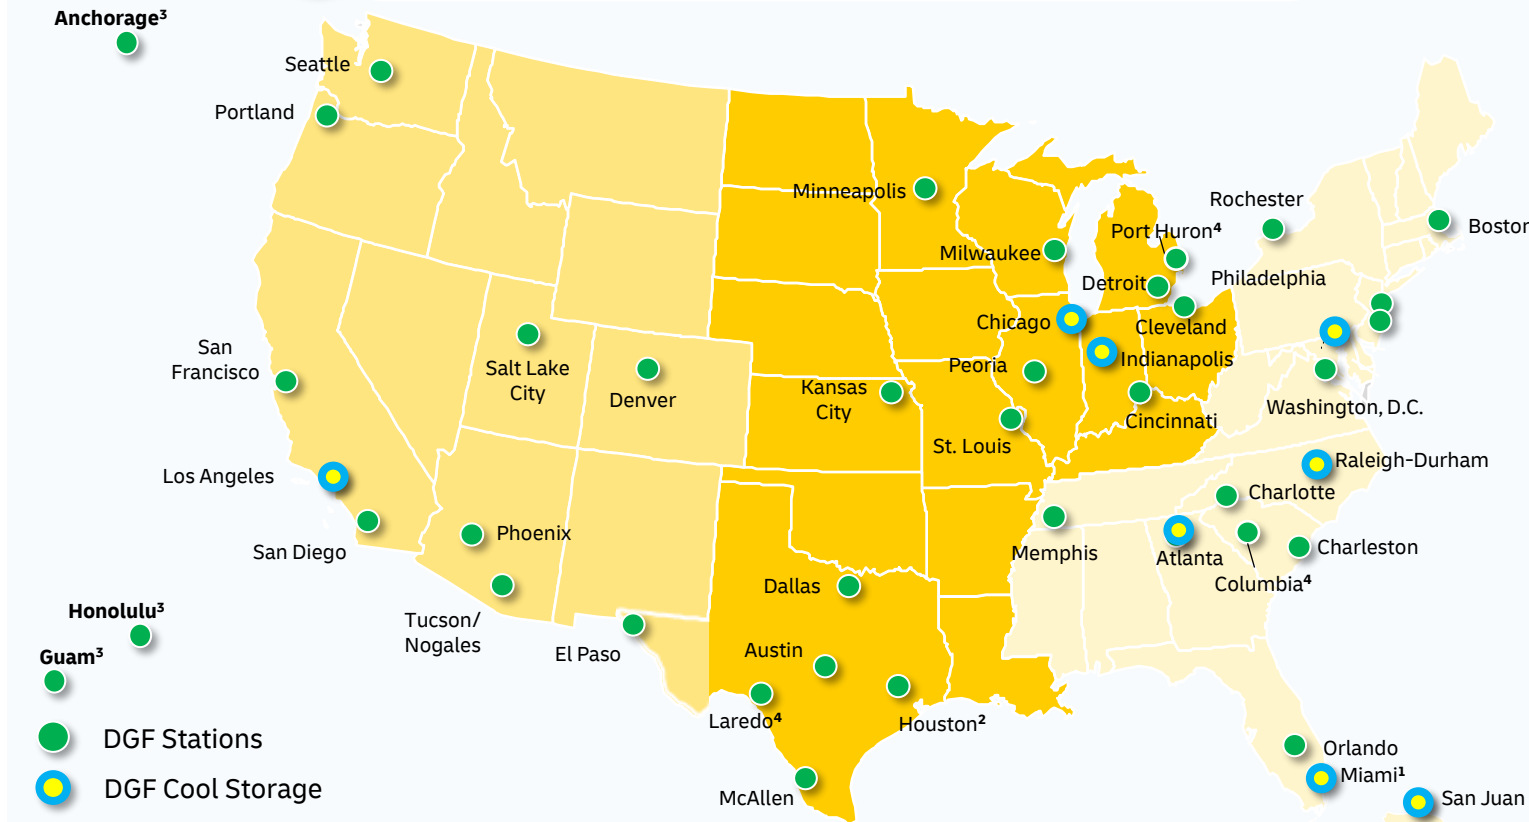 Anchorage³
Seattle
Portland
Minneapolis
Rochester
Boston
Port Huron⁴
Milwaukee
Detroit
Philadelphia
Chicago
Cleveland
San
Francisco
Salt Lake
City
Denver
Peoria
Indianapolis
Kansas
City
Cincinnati
Washington, D.C.
St. Louis
Los Angeles
Raleigh-Durham
Charlotte
San Diego
Phoenix
Memphis
Atlanta
Charleston
Columbia⁴
Dallas
Honolulu³
Tucson/
Nogales
El Paso
Austin
Guam³
Laredo⁴
Houston²
DGF Stations
Orlando
Miami¹
DGF Cool Storage
McAllen
San Juan